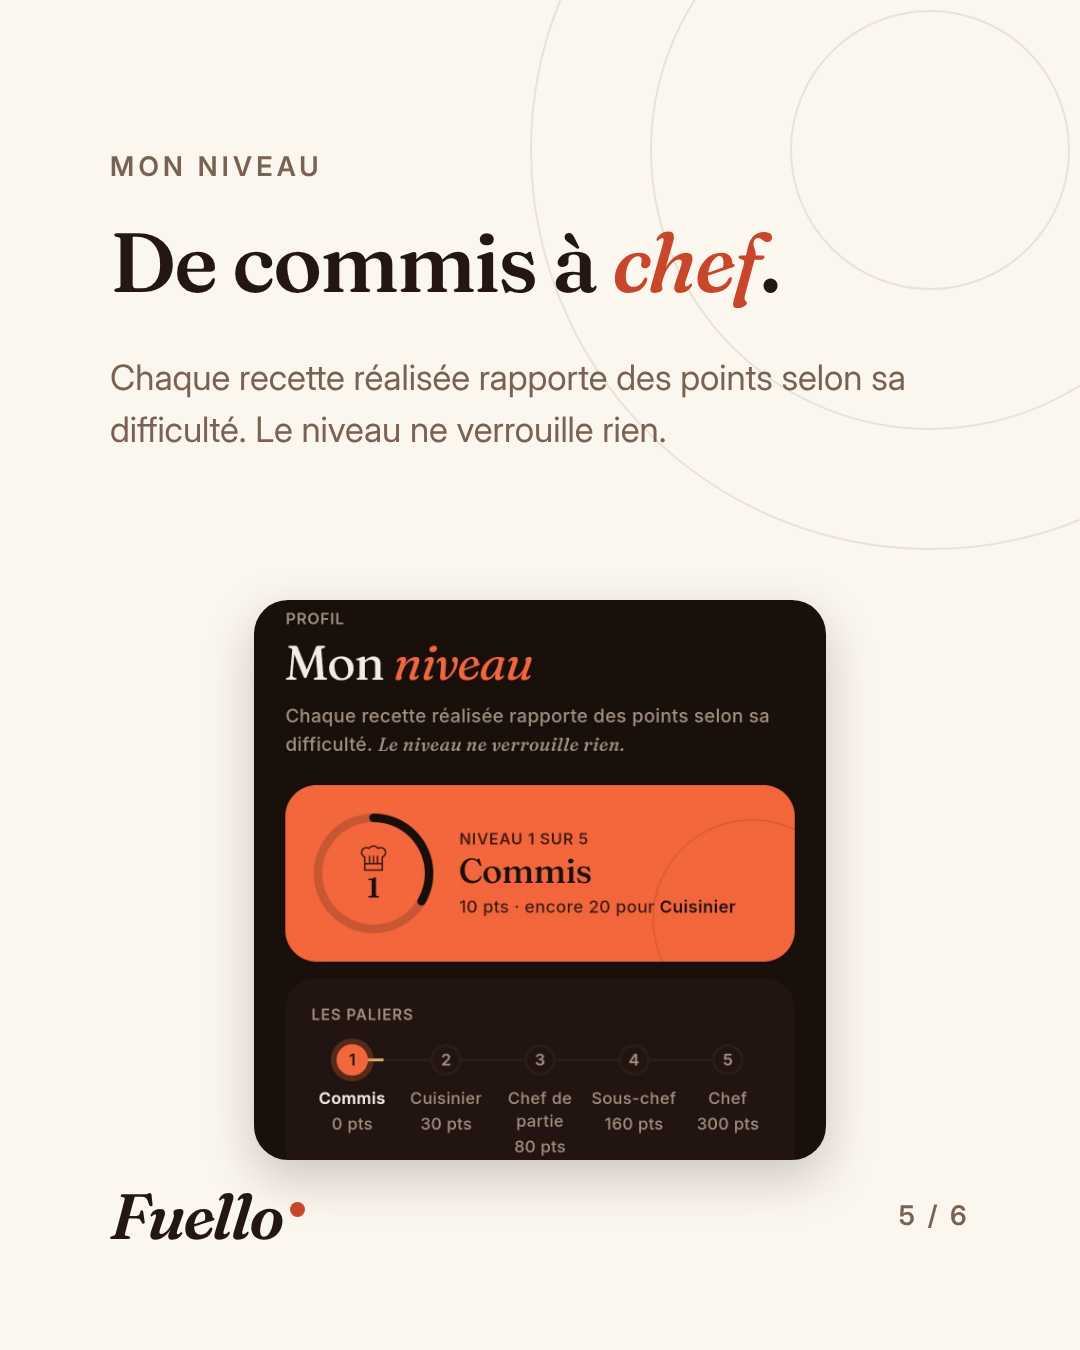 MON NIVEAU
De commis à chef.
Chaque recette réalisée rapporte des points selon sa
difficulté. Le niveau ne verrouille rien.
PROFIL
Mon niveau
Chaque recette réalisée rapporte des points selon sa
difficulté. Le niveau ne verrouille rien.
1
NIVEAU 1 SUR 5
Commis
10 pts · encore 20 pour Cuisinier
LES PALIERS
1 2 3 4 5
Commis Cuisinier Chef de partie Sous-chef Chef
0 pts 30 pts 80 pts 160 pts 300 pts
Fuello
5 / 6